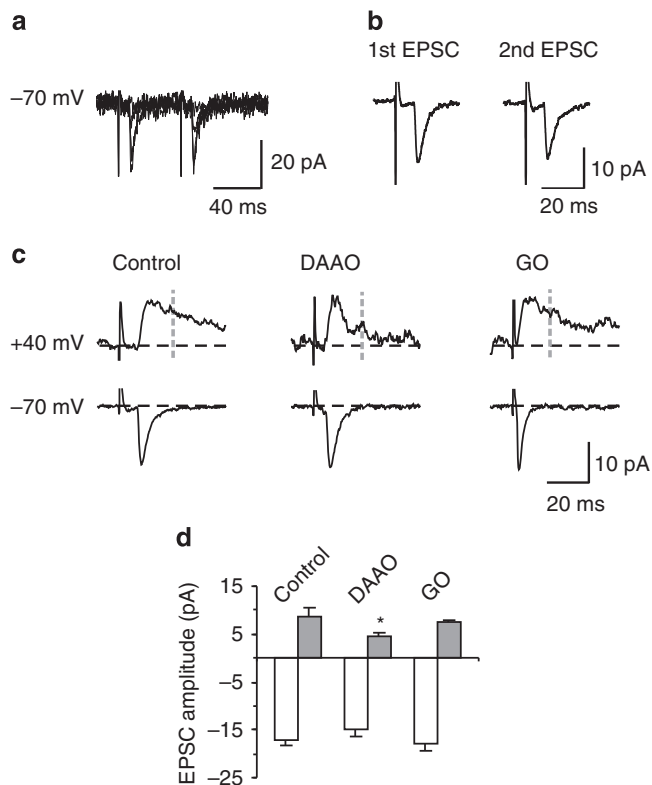 a
–70 mV
20 pA
40 ms
b
1st EPSC
2nd EPSC
10 pA
20 ms
c
Control
DAAO
GO
+40 mV
–70 mV
10 pA
20 ms
d
Control
DAAO
GO
EPSC amplitude (pA)
15
5
–5
–15
–25
*